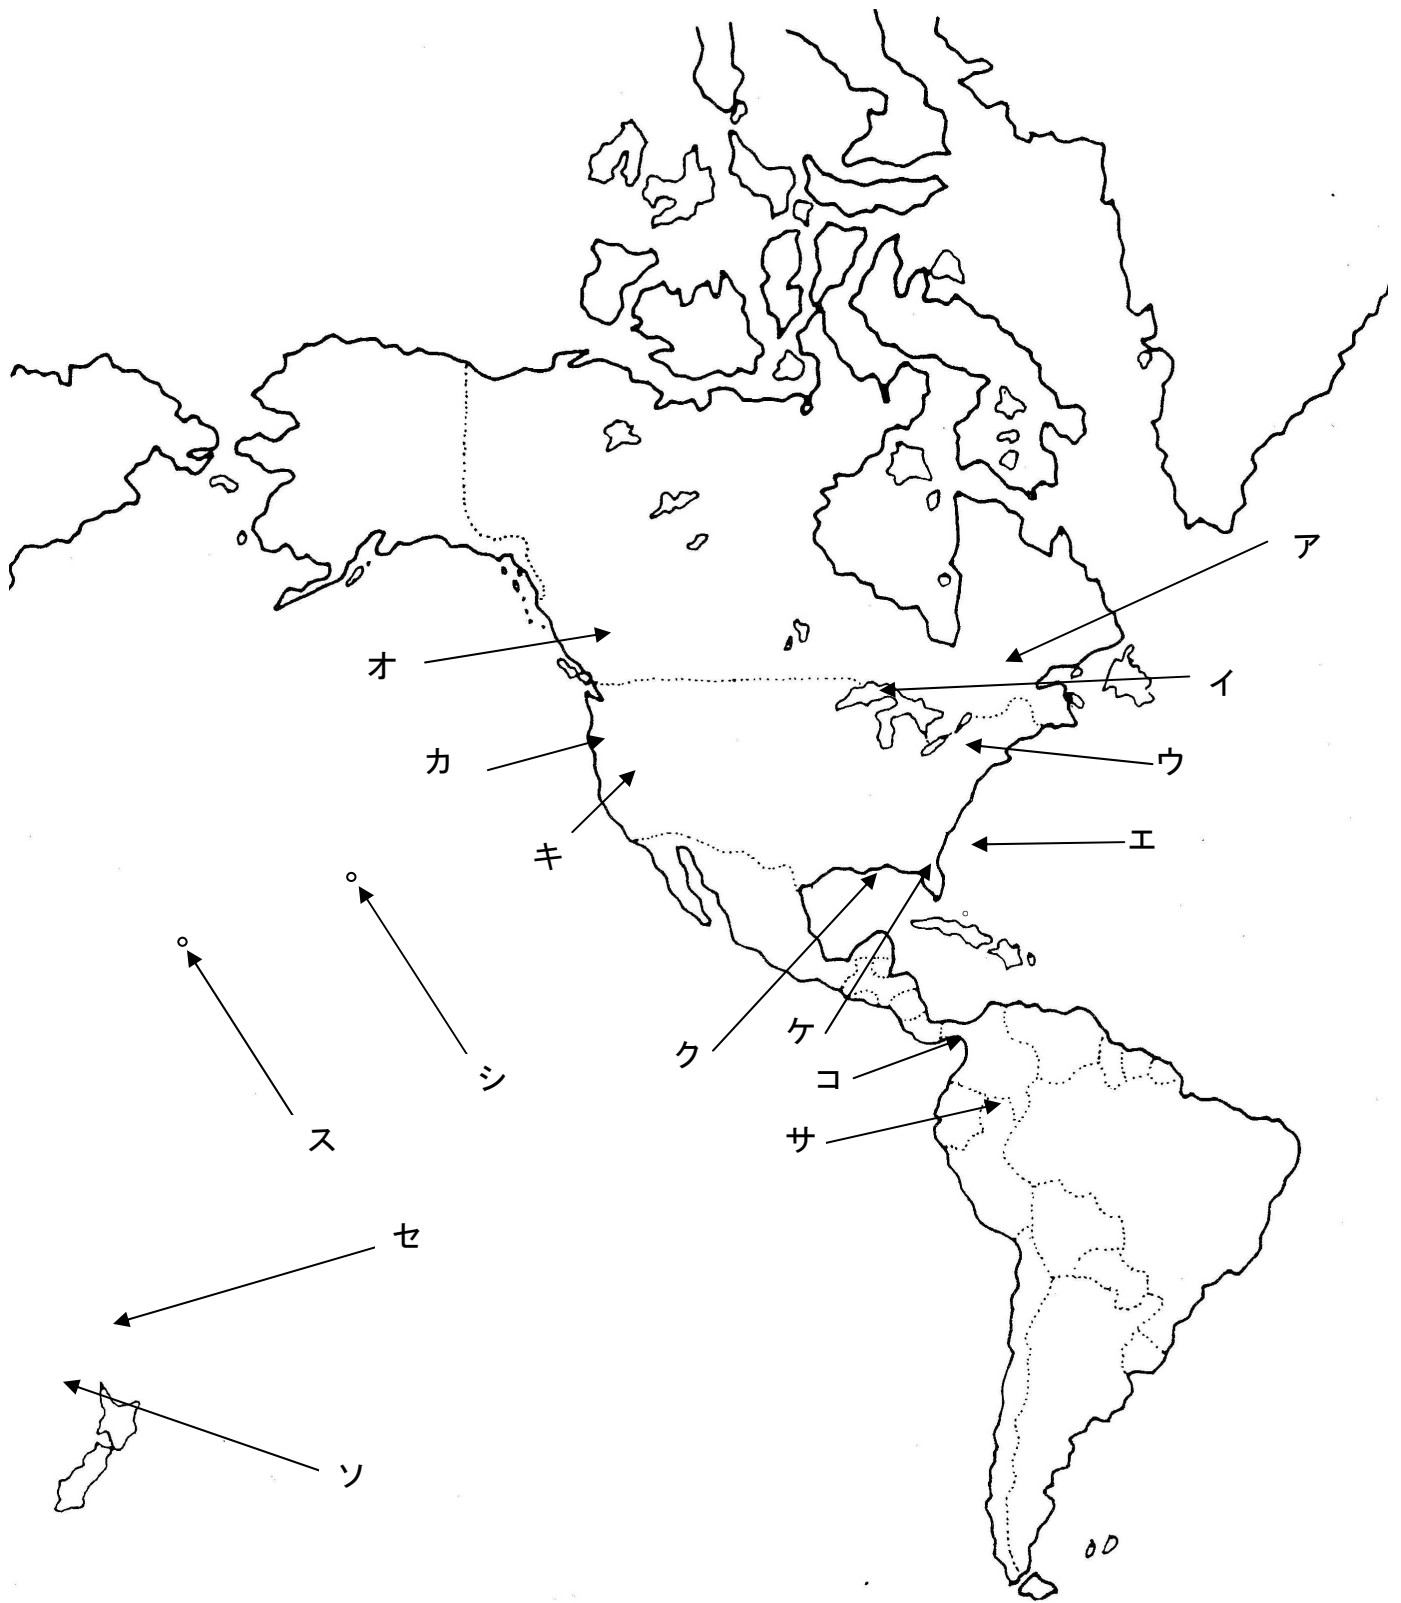 ア
オ
イ
カ
ウ
エ
キ
ケ
ク
コ
シ
サ
ス
セ
ソ